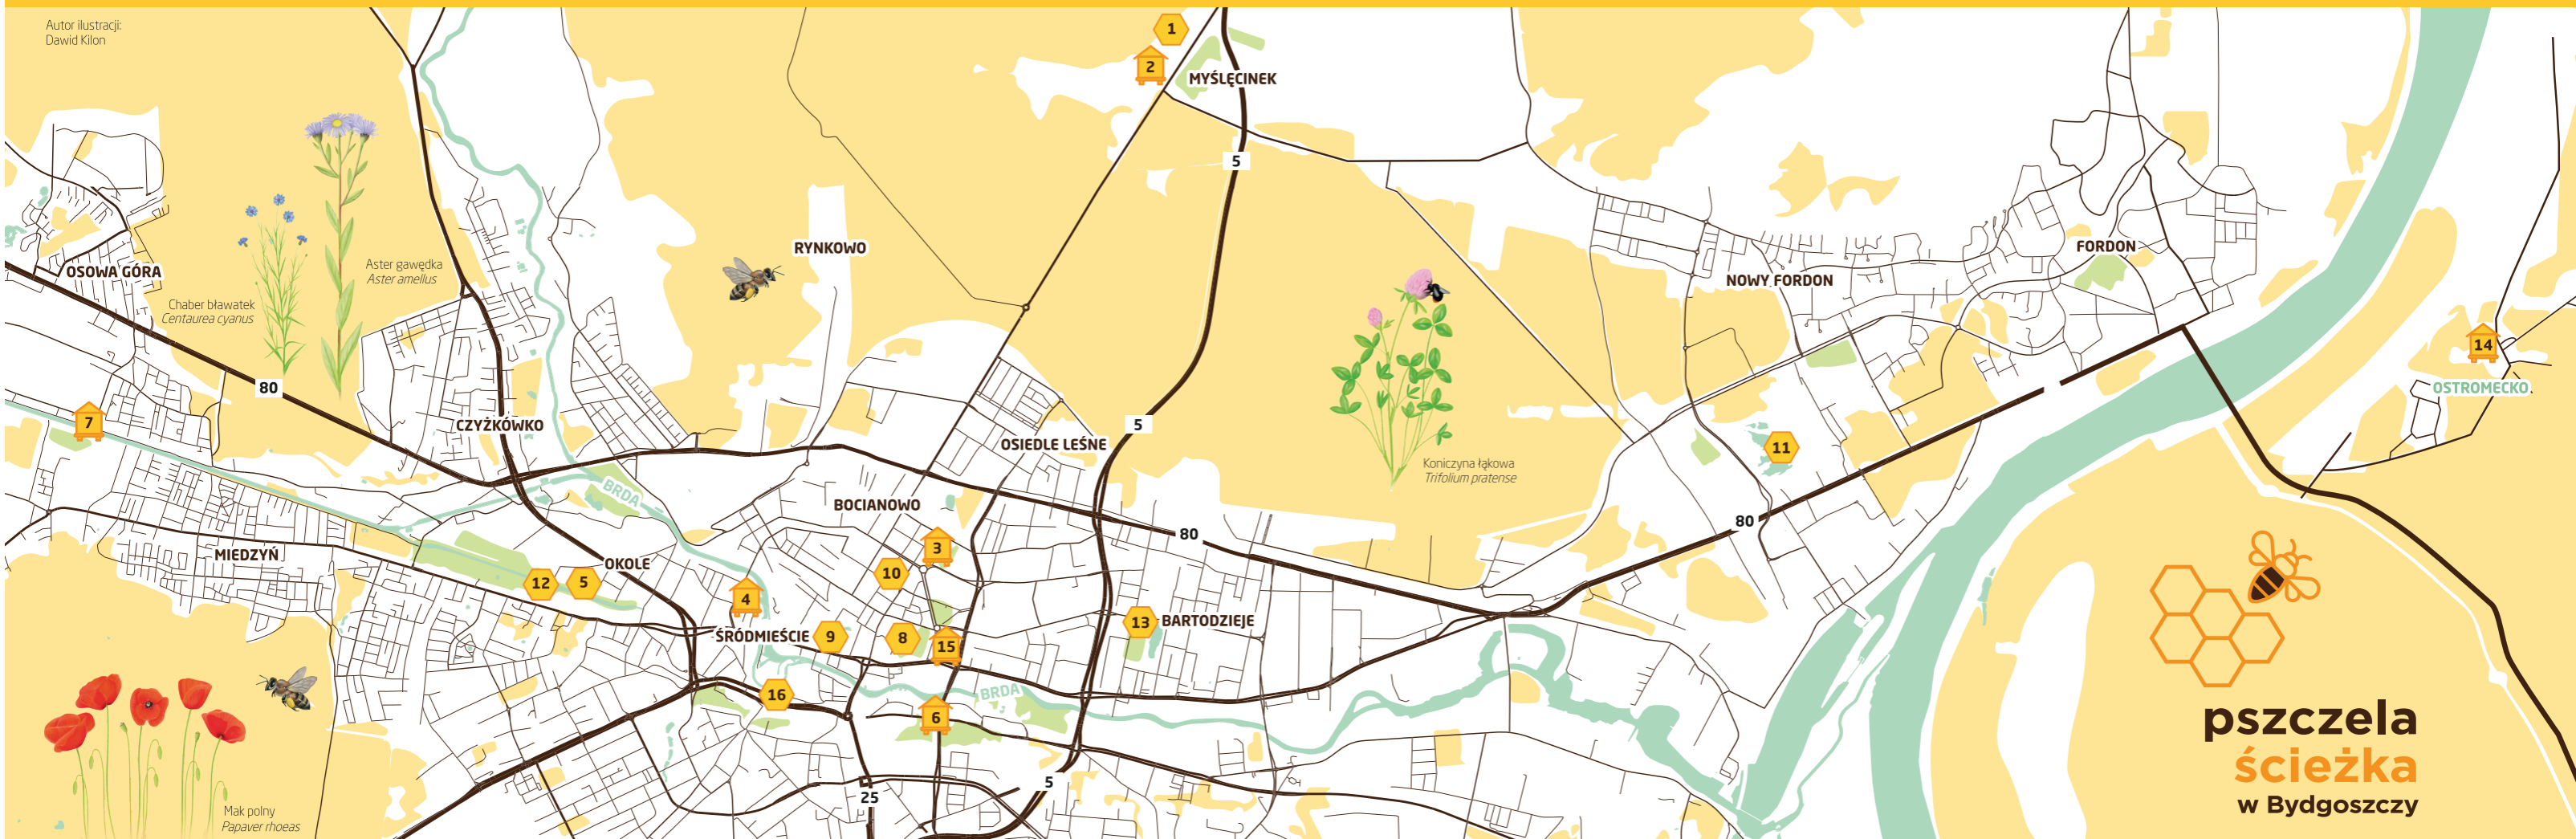 Autor ilustracji:
Dawid Kilon
1
2
MYŚLĘCINEK
5
RYNKOWO
OSOWA GÓRA
Aster gawędka
Aster amellus
Chaber bławatek
Centaurea cyanus
FORDON
NOWY FORDON
14
OSTROMECKO
80
7
CZYŻKÓWKO
5
OSIEDLE LEŚNE
11
Koniczyna łąkowa
Trifolium pratense
BRDA
BOCIANOWO
80
80
3
MIEDZYŃ
OKOLE
10
12
5
4
13
BARTODZIEJE
ŚRÓDMIEŚCIE
9
8
15
16
BRDA
6
5
25
Mak polny
Papaver rhoeas
pszczela
ścieżka
w Bydgoszczy